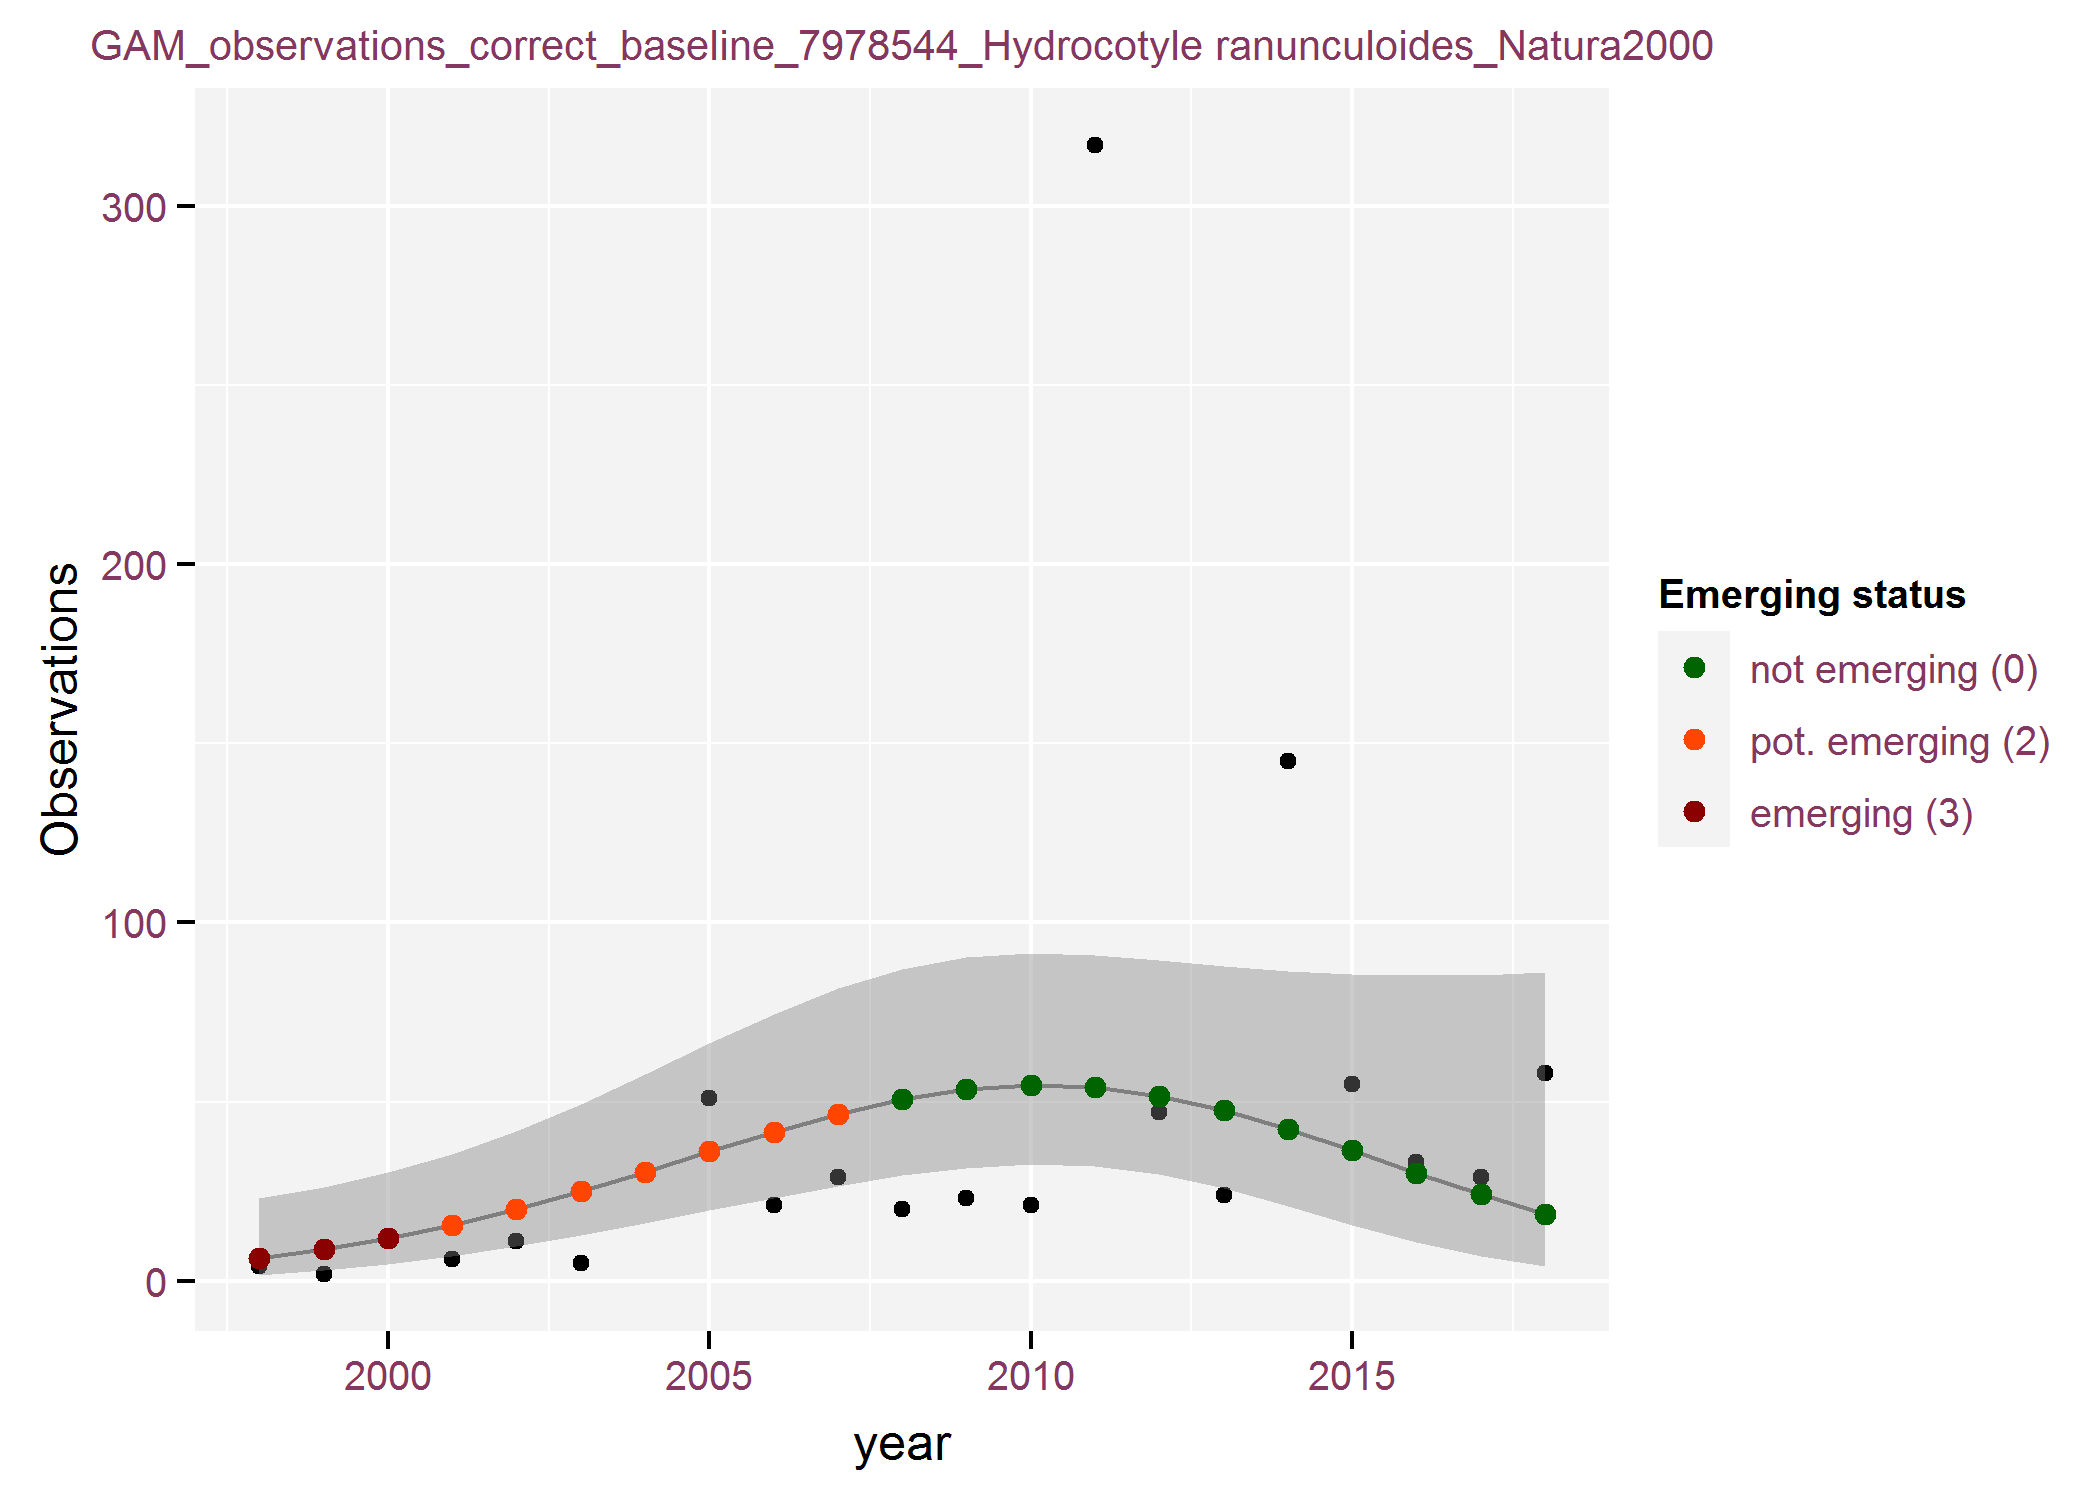 GAM_observations_correct_baseline_7978544_Hydrocotyle ranunculoides_Natura2000
Observations
300
200
100
0
2000
2005
2010
2015
year
Emerging status
not emerging (0)
pot. emerging (2)
emerging (3)